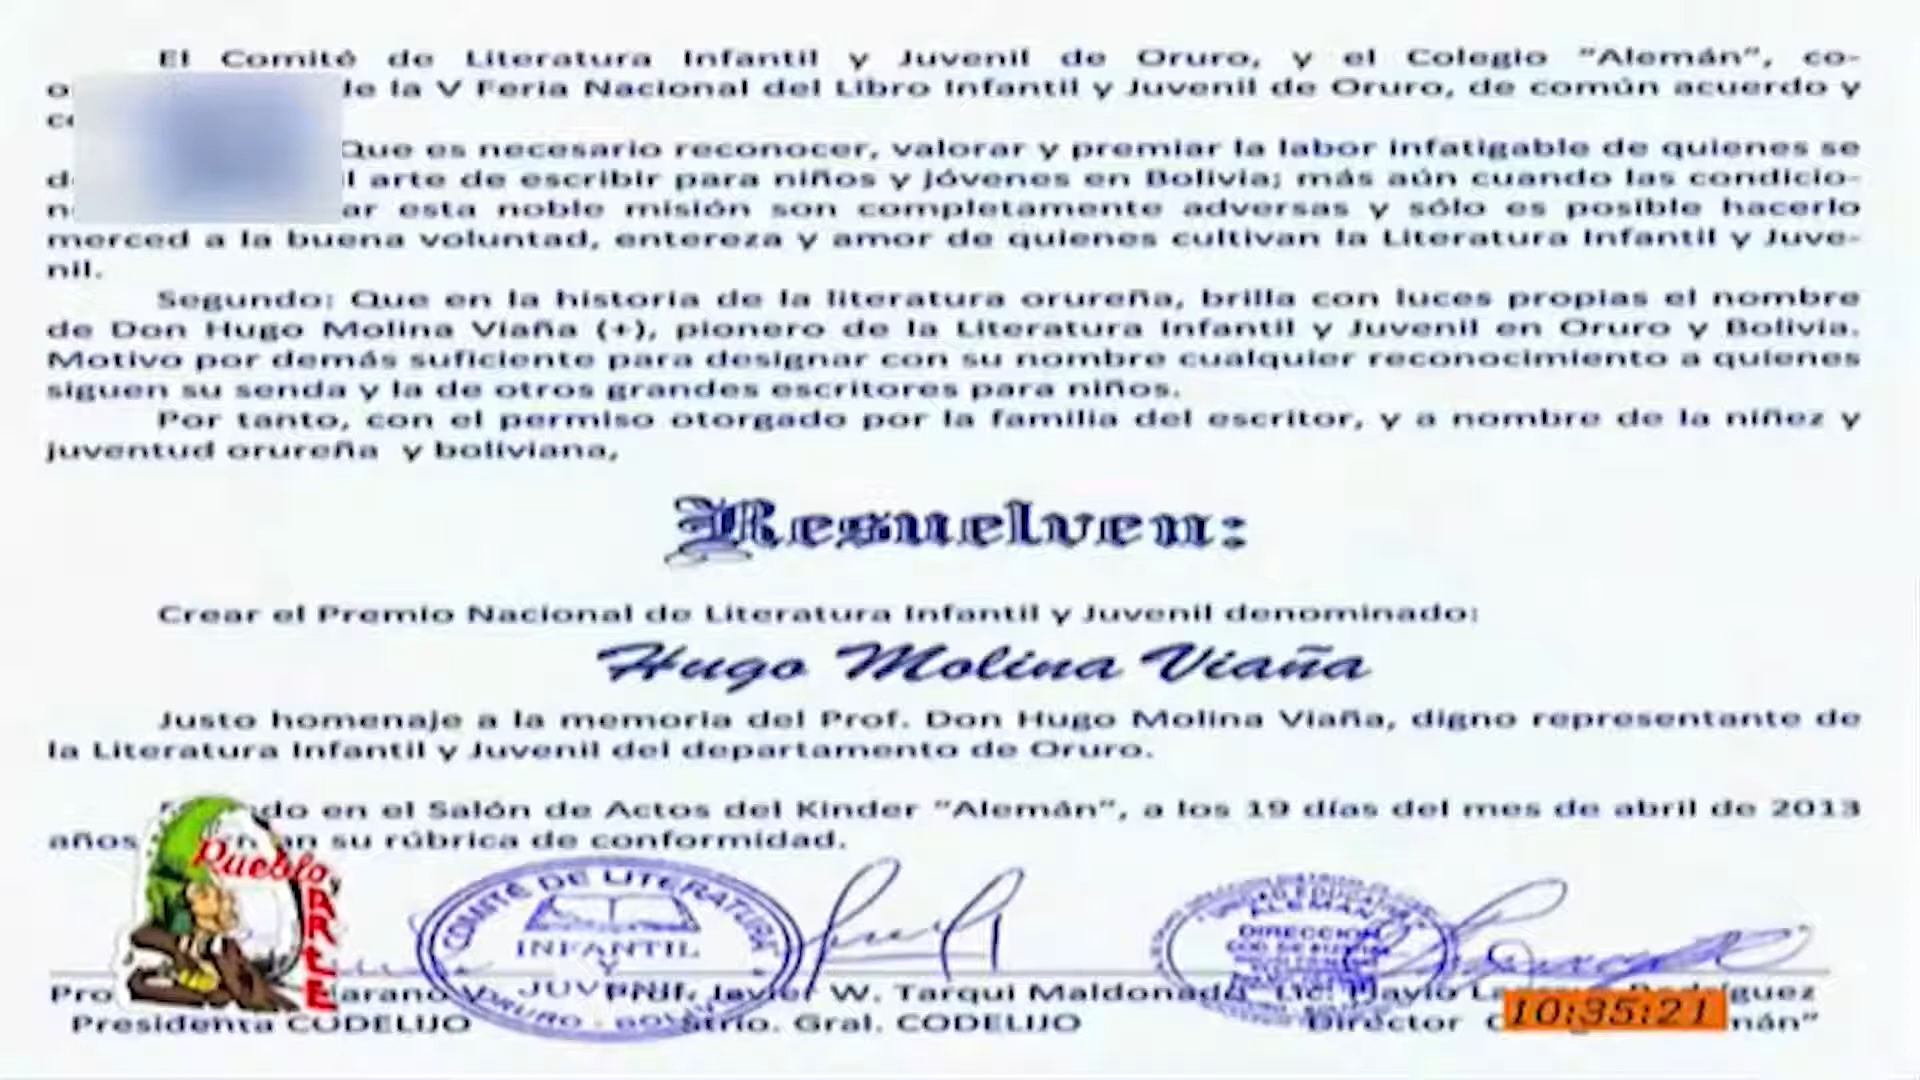 El Comité de Literatura Infantil y Juvenil de Oruro, y el Colegio "Alemán", co-
de la V Feria Nacional del Libro Infantil y Juvenil de Oruro, de común acuerdo y
Que es necesario reconocer, valorar y premiar la labor infatigable de quienes se
arte de escribir para niños y jóvenes en Bolivia; más aún cuando las condicio-
esta noble misión son completamente adversas y sólo es posible hacerlo
merced a la buena voluntad, entereza y amor de quienes cultivan la Literatura Infantil y Juve-
nil.
Segundo: Que en la historia de la literatura orureña, brilla con luces propias el nombre
de Don Hugo Molina Viaña (+), pionero de la Literatura Infantil y Juvenil en Oruro y Bolivia.
Motivo por demás suficiente para designar con su nombre cualquier reconocimiento a quienes
siguen su senda y la de otros grandes escritores para niños.
Por tanto, con el permiso otorgado por la familia del escritor, y a nombre de la niñez y
juventud orureña y boliviana,
Resuelven:
Crear el Premio Nacional de Literatura Infantil y Juvenil denominado:
Hugo Molina Viaña
Justo homenaje a la memoria del Prof. Don Hugo Molina Viaña, digno representante de
la Literatura Infantil y Juvenil del departamento de Oruro.
en el Salón de Actos del Kinder "Alemán", a los 19 días del mes de abril de 2013
años su rúbrica de conformidad.
Pueblo
ARTE
COMITÉ DE LITERATURA
INFANTIL
Y
JUVENIL
ORURO - BOLIVIA
ALEMAN
DIRECCION
Prof. Javier W. Tarqui Maldonado
Presidenta CODELIJO
Strio. Gral. CODELIJO
Director
10:35:21